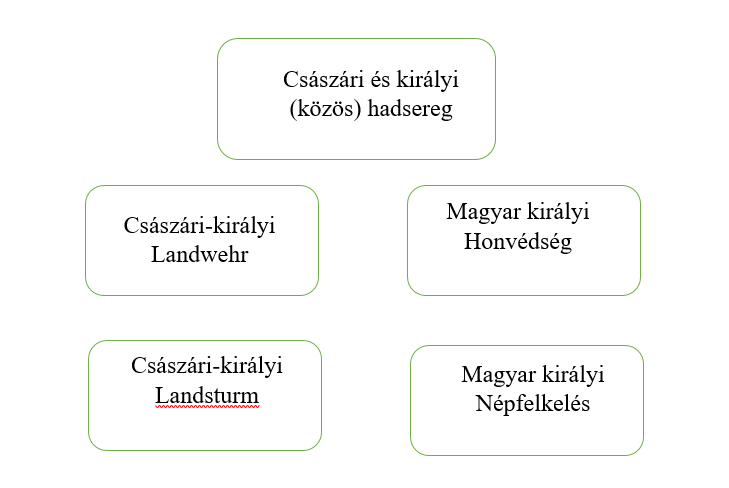 Császári és királyi
(közös) hadsereg
Császári-királyi
Landwehr
Magyar királyi
Honvédség
Császári-királyi
Landsturm
Magyar királyi
Népfelkelés